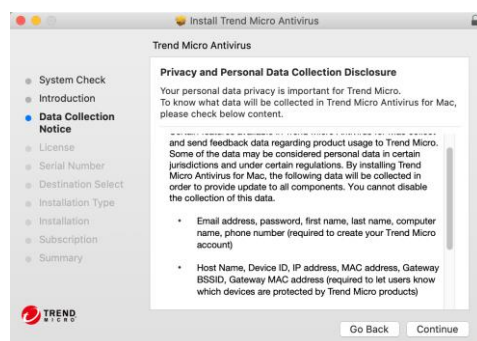 Install Trend Micro Antivirus
Trend Micro Antivirus
System Check
Introduction
Data Collection
Notice
License
Serial Number
Destination Select
Installation Type
Installation
Subscription
Summary
Privacy and Personal Data Collection Disclosure
Your personal data privacy is important for Trend Micro.
To know what data will be collected in Trend Micro Antivirus for Mac,
please check below content.
and send feedback data regarding product usage to Trend Micro.
Some of the data may be considered personal data in certain
jurisdictions and under certain regulations. By installing Trend
Micro Antivirus for Mac, the following data will be collected in
order to provide update to all components. You cannot disable
the collection of this data.
• Email address, password, first name, last name, computer
name, phone number (required to create your Trend Micro
account)
• Host Name, Device ID, IP address, MAC address, Gateway
BSSID, Gateway MAC address (required to let users know
which devices are protected by Trend Micro products)
TREND
MICRO
Go Back
Continue